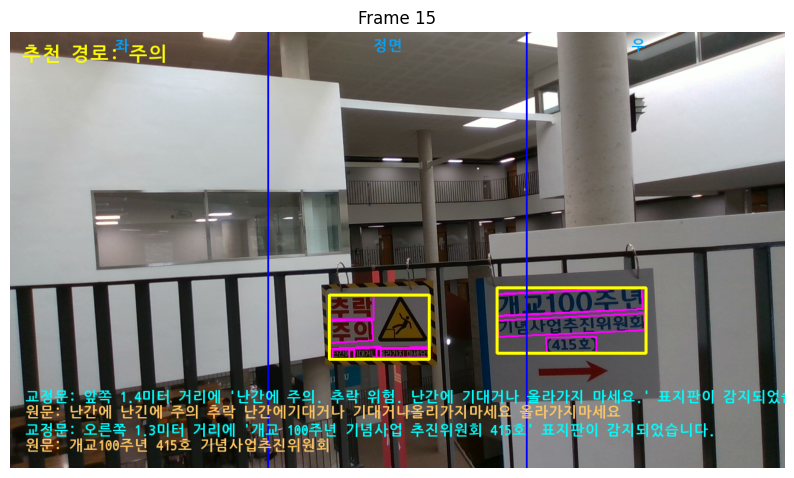 Frame 15
좌
정면
우
추천 경로: 주의
추락
주의
개교100주년
기념사업추진위원회
(415호)
교정문: 앞쪽 1.4미터 거리에 '난간에 주의. 추락 위험. 난간에 기대거나 올라가지 마세요.' 표지판이 감지되었습
원문: 난간에 난긴에 주의 추락 난간에기대거나 기대거나올리가지마세요 올라가지마세요
교정문: 오른쪽 1.3미터 거리에 '개교 100주년 기념사업 추진위원회 415호' 표지판이 감지되었습니다.
원문: 개교100주년 415호 기념사업추진위원회